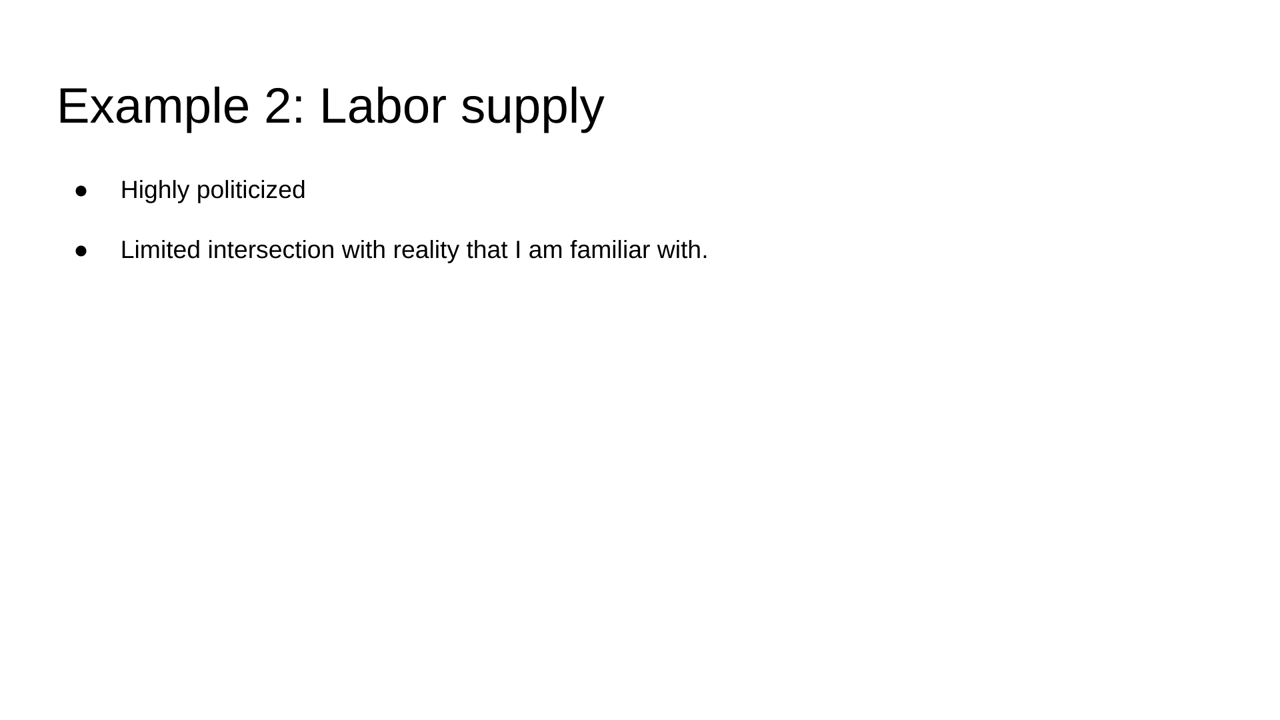 Example 2: Labor supply
● Highly politicized
● Limited intersection with reality that I am familiar with.